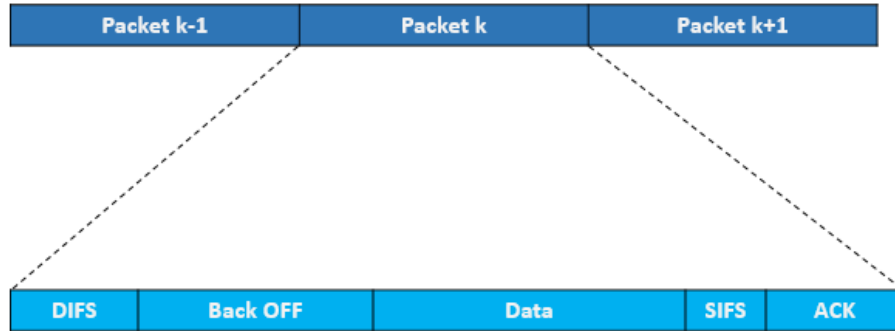 Packet k-1 Packet k Packet k+1
DIFS Back OFF Data SIFS ACK